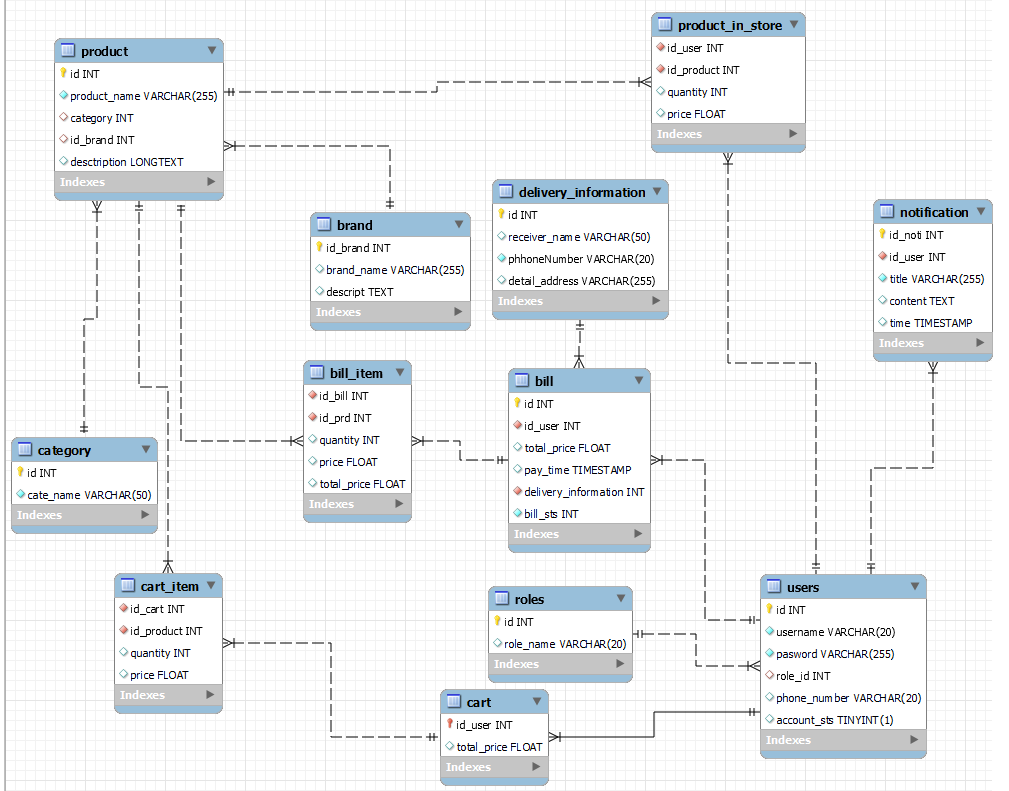 product
id INT
product_name VARCHAR(255)
category INT
id_brand INT
desctription LONGTEXT
Indexes
product_in_store
id_user INT
id_product INT
quantity INT
price FLOAT
Indexes
brand
id_brand INT
brand_name VARCHAR(255)
descript TEXT
Indexes
delivery_information
id INT
receiver_name VARCHAR(50)
phhoneNumber VARCHAR(20)
detail_address VARCHAR(255)
Indexes
notification
id_noti INT
id_user INT
title VARCHAR(255)
content TEXT
time TIMESTAMP
Indexes
bill_item
id_bill INT
id_prd INT
quantity INT
price FLOAT
total_price FLOAT
Indexes
bill
id INT
id_user INT
total_price FLOAT
pay_time TIMESTAMP
delivery_information INT
bill_sts INT
Indexes
category
id INT
cate_name VARCHAR(50)
Indexes
cart_item
id_cart INT
id_product INT
quantity INT
price FLOAT
Indexes
roles
id INT
role_name VARCHAR(20)
Indexes
users
id INT
username VARCHAR(20)
pasword VARCHAR(255)
role_id INT
phone_number VARCHAR(20)
account_sts TINYINT(1)
Indexes
cart
id_user INT
total_price FLOAT
Indexes